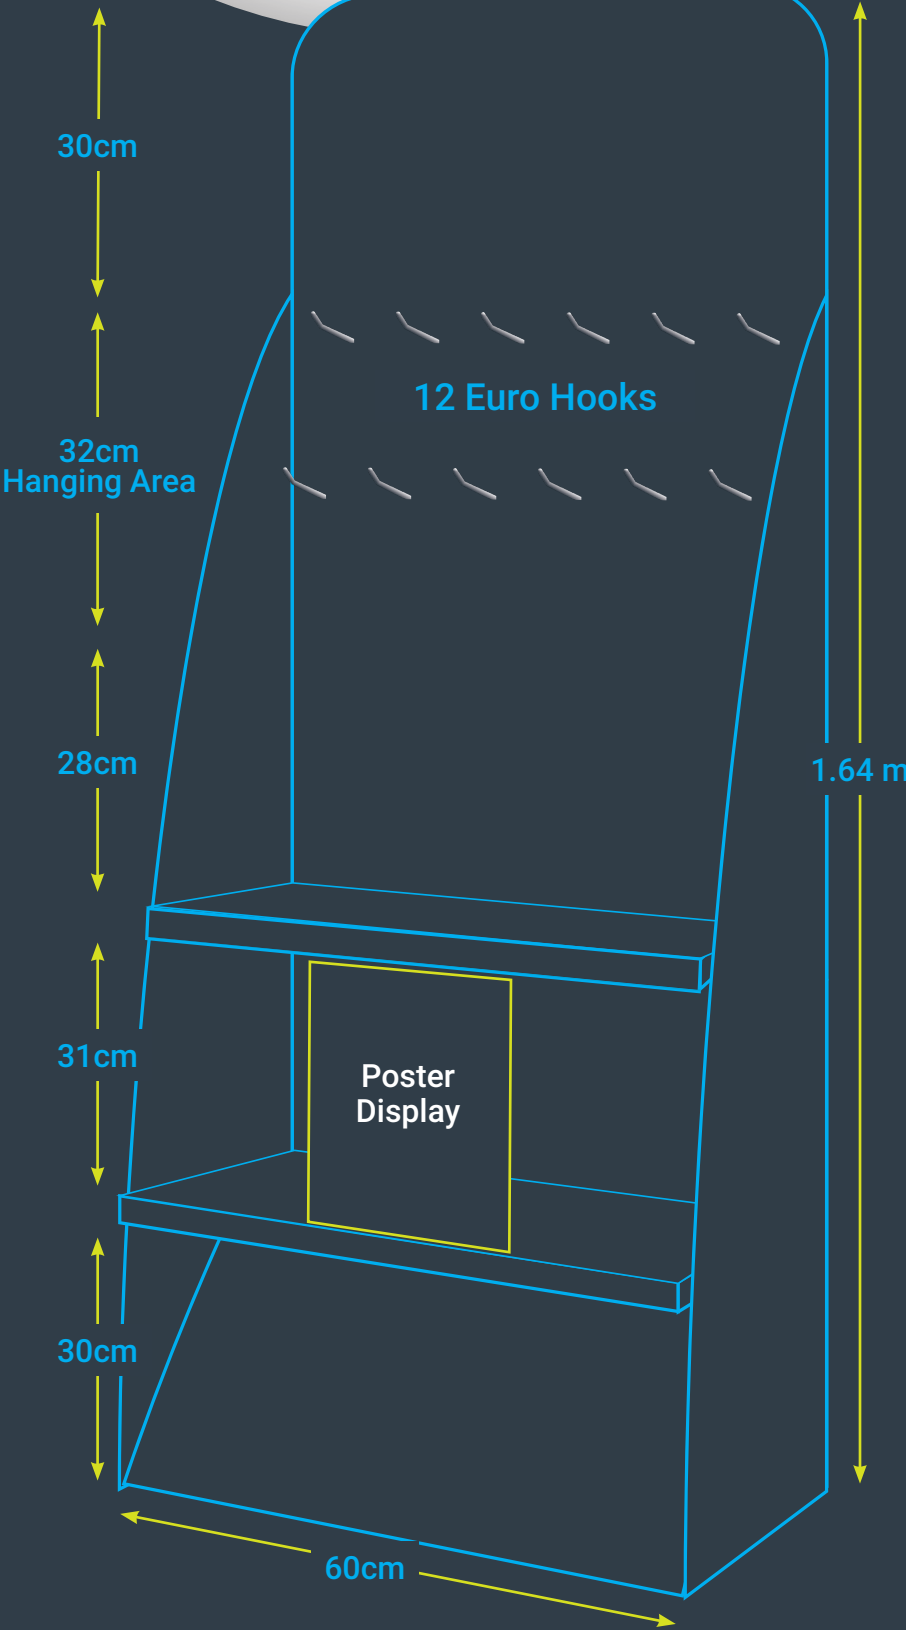 30cm
12 Euro Hooks
32cm
Hanging Area
28cm
1.64 m
31cm
Poster
Display
30cm
60cm